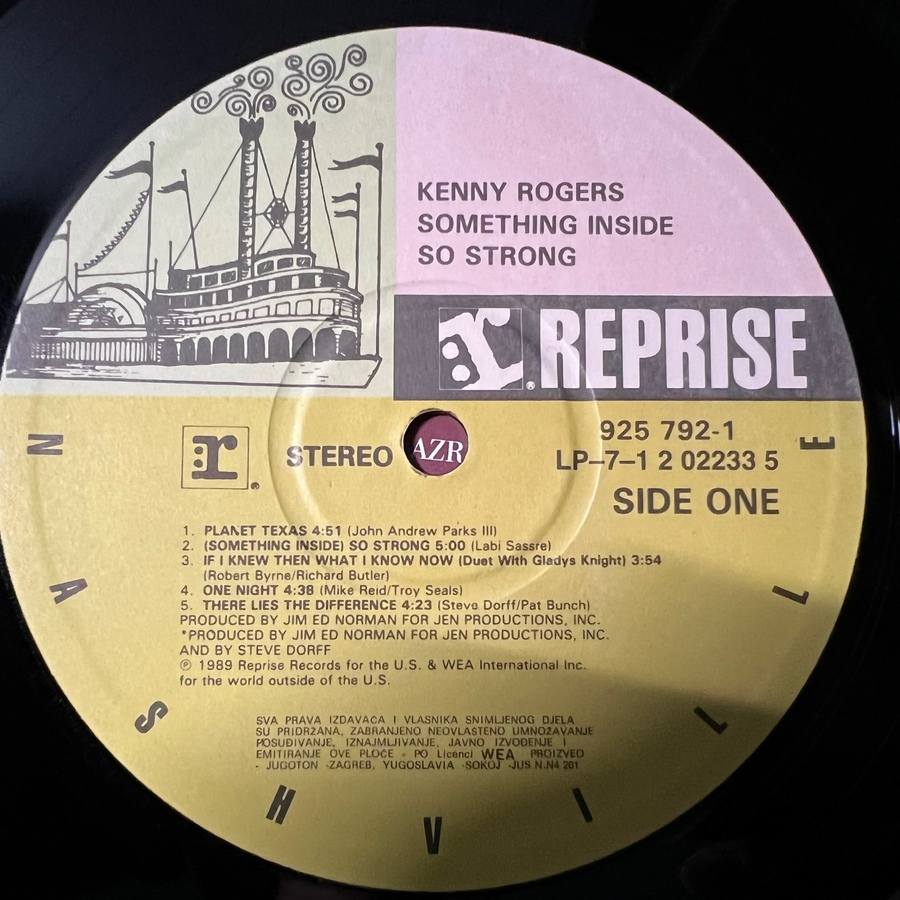 KENNY ROGERS
SOMETHING INSIDE
SO STRONG
r® REPRISE
925 792-1
r® STEREO AZR LP–7–1 2 02233 5
SIDE ONE
1. PLANET TEXAS 4:51 (John Andrew Parks III)
2. (SOMETHING INSIDE) SO STRONG 5:00 (Labi Sassre)
3. IF I KNEW THEN WHAT I KNOW NOW (Duet With Gladys Knight) 3:54
(Robert Byrne/Richard Butler)
4. ONE NIGHT 4:38 (Mike Reid/Troy Seals)
5. THERE LIES THE DIFFERENCE 4:23 (Steve Dorff/Pat Bunch)
PRODUCED BY JIM ED NORMAN FOR JEN PRODUCTIONS, INC.
*PRODUCED BY JIM ED NORMAN FOR JEN PRODUCTIONS, INC.
AND BY STEVE DORFF
℗ 1989 Reprise Records for the U.S. & WEA International Inc.
for the world outside of the U.S.
SVA PRAVA IZDAVAČA I VLASNIKA SNIMLJENOG DJELA
SU PRIDRŽANA, ZABRANJENO NEOVLAŠTENO UMNOŽAVANJE
POSUĐIVANJE, IZNAJMLJIVANJE, JAVNO IZVOĐENJE I
EMITIRANJE OVE PLOČE - PO Licenci WEA PROIZVEO
- JUGOTON -ZAGREB, YUGOSLAVIA -SOKOJ -JUS N.N4 201
NASHVILLE